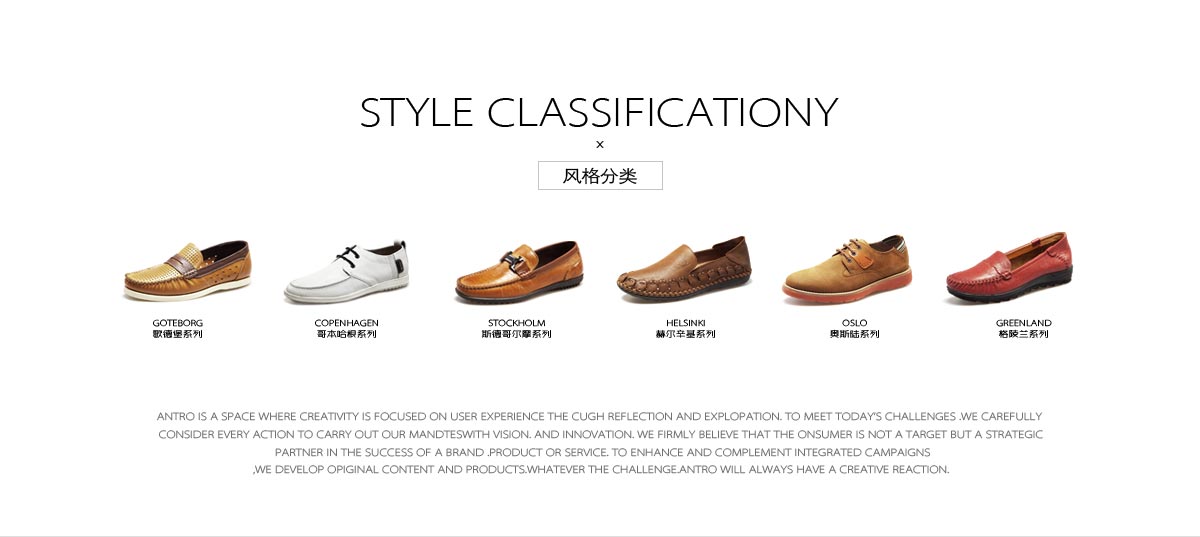 STYLE CLASSIFICATIONY
x
风格分类
GOTEBORG
歌德堡系列
COPENHAGEN
哥本哈根系列
STOCKHOLM
斯德哥尔摩系列
HELSINKI
赫尔辛基系列
OSLO
奥斯陆系列
GREENLAND
格陵兰系列
ANTRO IS A SPACE WHERE CREATIVITY IS FOCUSED ON USER EXPERIENCE THE CUGH REFLECTION AND EXPLOPATION. TO MEET TODAY'S CHALLENGES .WE CAREFULLY
CONSIDER EVERY ACTION TO CARRY OUT OUR MANDTESWITH VISION. AND INNOVATION. WE FIRMLY BELIEVE THAT THE ONSUMER IS NOT A TARGET BUT A STRATEGIC
PARTNER IN THE SUCCESS OF A BRAND .PRODUCT OR SERVICE. TO ENHANCE AND COMPLEMENT INTEGRATED CAMPAIGNS
,WE DEVELOP OPIGINAL CONTENT AND PRODUCTS.WHATEVER THE CHALLENGE.ANTRO WILL ALWAYS HAVE A CREATIVE REACTION.